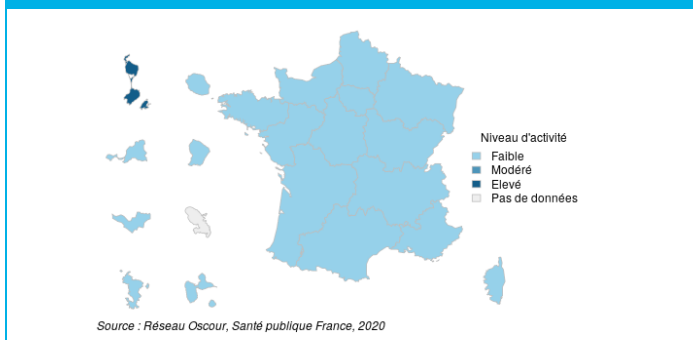 Niveau d'activité
Faible
Modéré
Elevé
Pas de données
Source : Réseau Oscour, Santé publique France, 2020